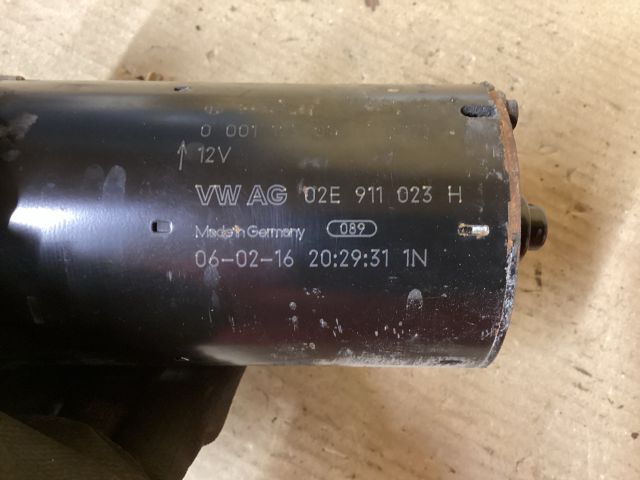 0 001
12V
VW AG 02E 911 023 H
Made in Germany 089
06-02-16 20:29:31 1N